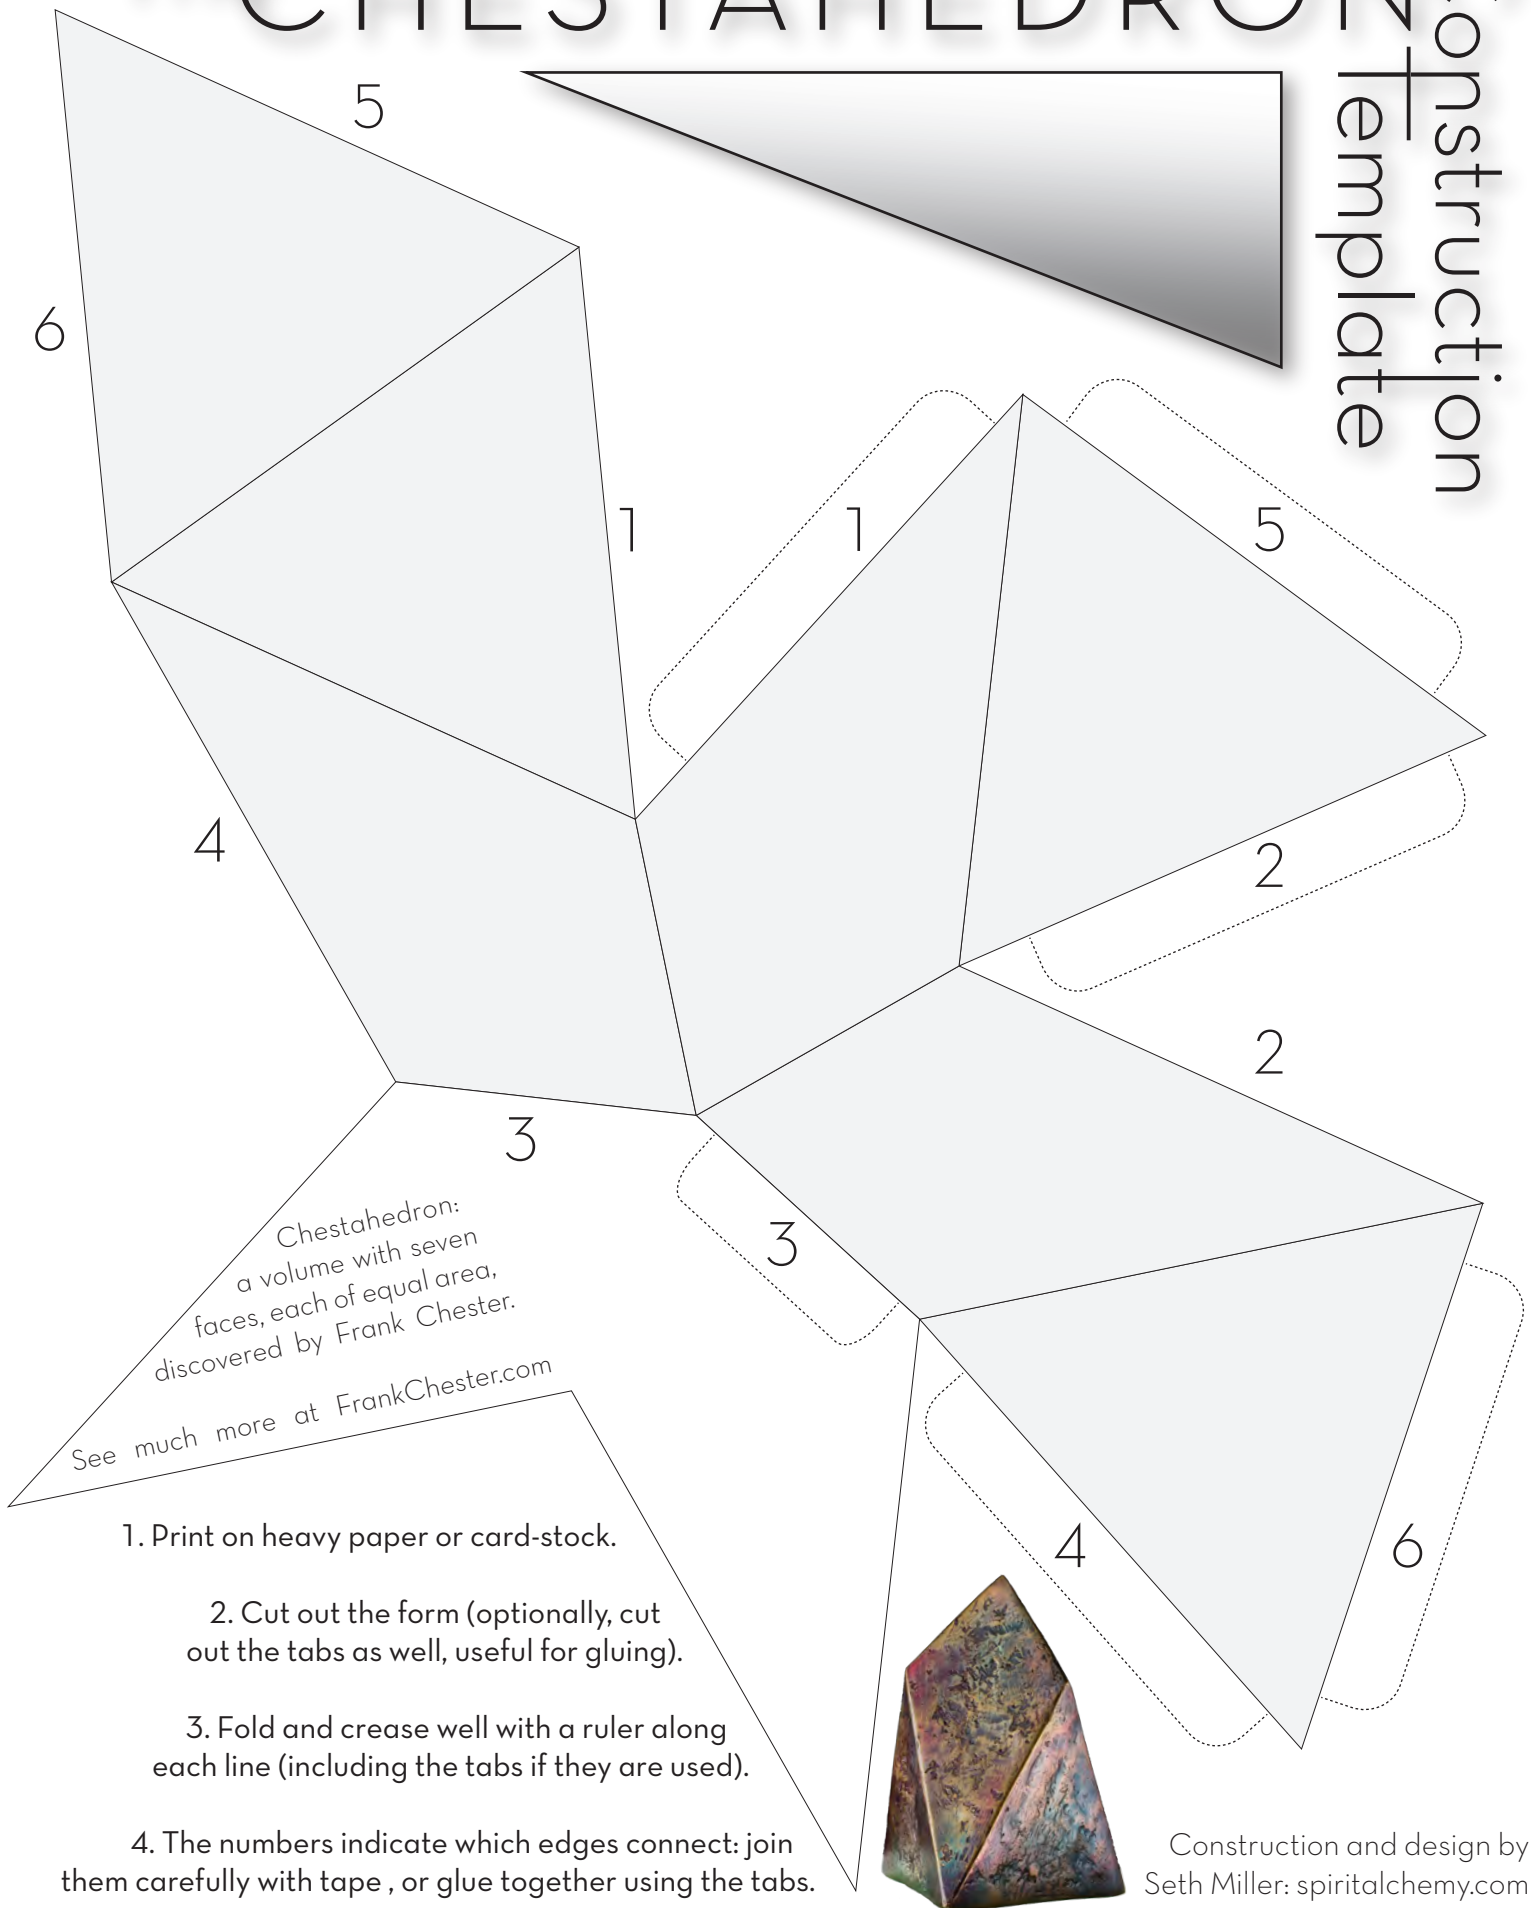 CHESTAHEDRON
Construction
Template
5
6
1
1
5
4
2
2
3
3
4
6
Chestahedron:
a volume with seven
faces, each of equal area,
discovered by Frank Chester.
See much more at FrankChester.com
1. Print on heavy paper or card-stock.
2. Cut out the form (optionally, cut
out the tabs as well, useful for gluing).
3. Fold and crease well with a ruler along
each line (including the tabs if they are used).
4. The numbers indicate which edges connect: join
them carefully with tape , or glue together using the tabs.
Construction and design by
Seth Miller: spiritalchemy.com